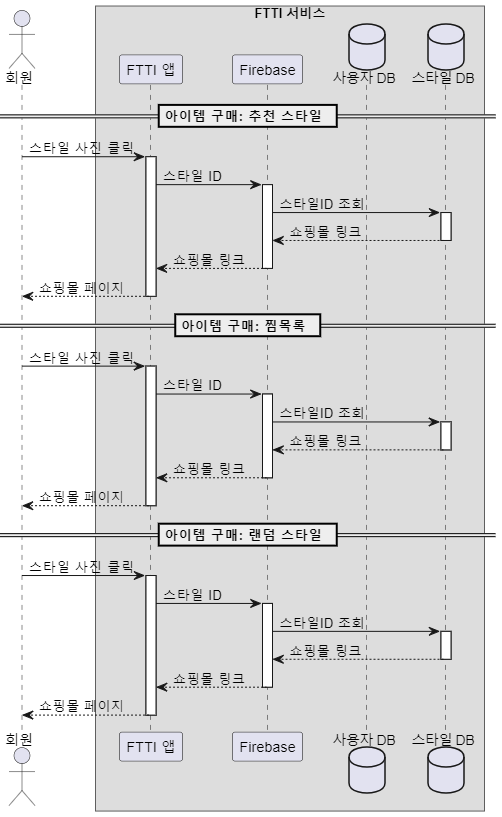 FTTI 서비스
회원
FTTI 앱
Firebase
사용자 DB
스타일 DB
아이템 구매: 추천 스타일
스타일 사진 클릭
스타일 ID
스타일ID 조회
쇼핑몰 링크
쇼핑몰 링크
쇼핑몰 페이지
아이템 구매: 찜목록
스타일 사진 클릭
스타일 ID
스타일ID 조회
쇼핑몰 링크
쇼핑몰 링크
쇼핑몰 페이지
아이템 구매: 랜덤 스타일
스타일 사진 클릭
스타일 ID
스타일ID 조회
쇼핑몰 링크
쇼핑몰 링크
쇼핑몰 페이지
회원
FTTI 앱
Firebase
사용자 DB
스타일 DB